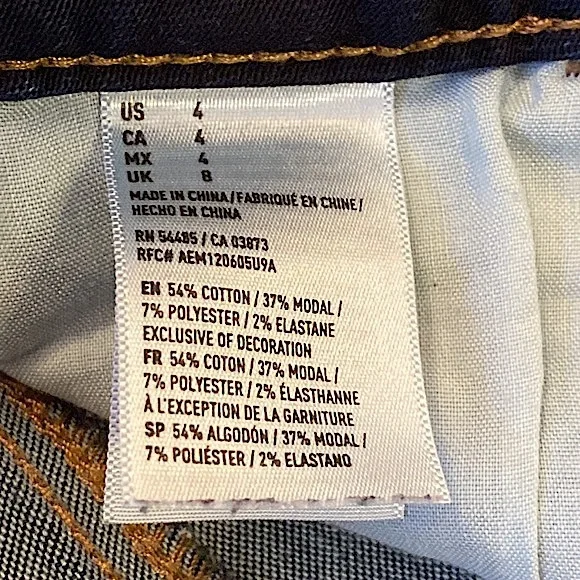 US 4
CA 4
MX 4
UK 8
MADE IN CHINA/FABRIQUÉ EN CHINE/
HECHO EN CHINA
RN 54485 / CA 03873
RFC# AEM120605U9A
EN 54% COTTON / 37% MODAL /
7% POLYESTER / 2% ELASTANE
EXCLUSIVE OF DECORATION
FR 54% COTON / 37% MODAL /
7% POLYESTER / 2% ÉLASTHANNE
À L'EXCEPTION DE LA GARNITURE
SP 54% ALGODÓN / 37% MODAL /
7% POLIÉSTER / 2% ELASTANO